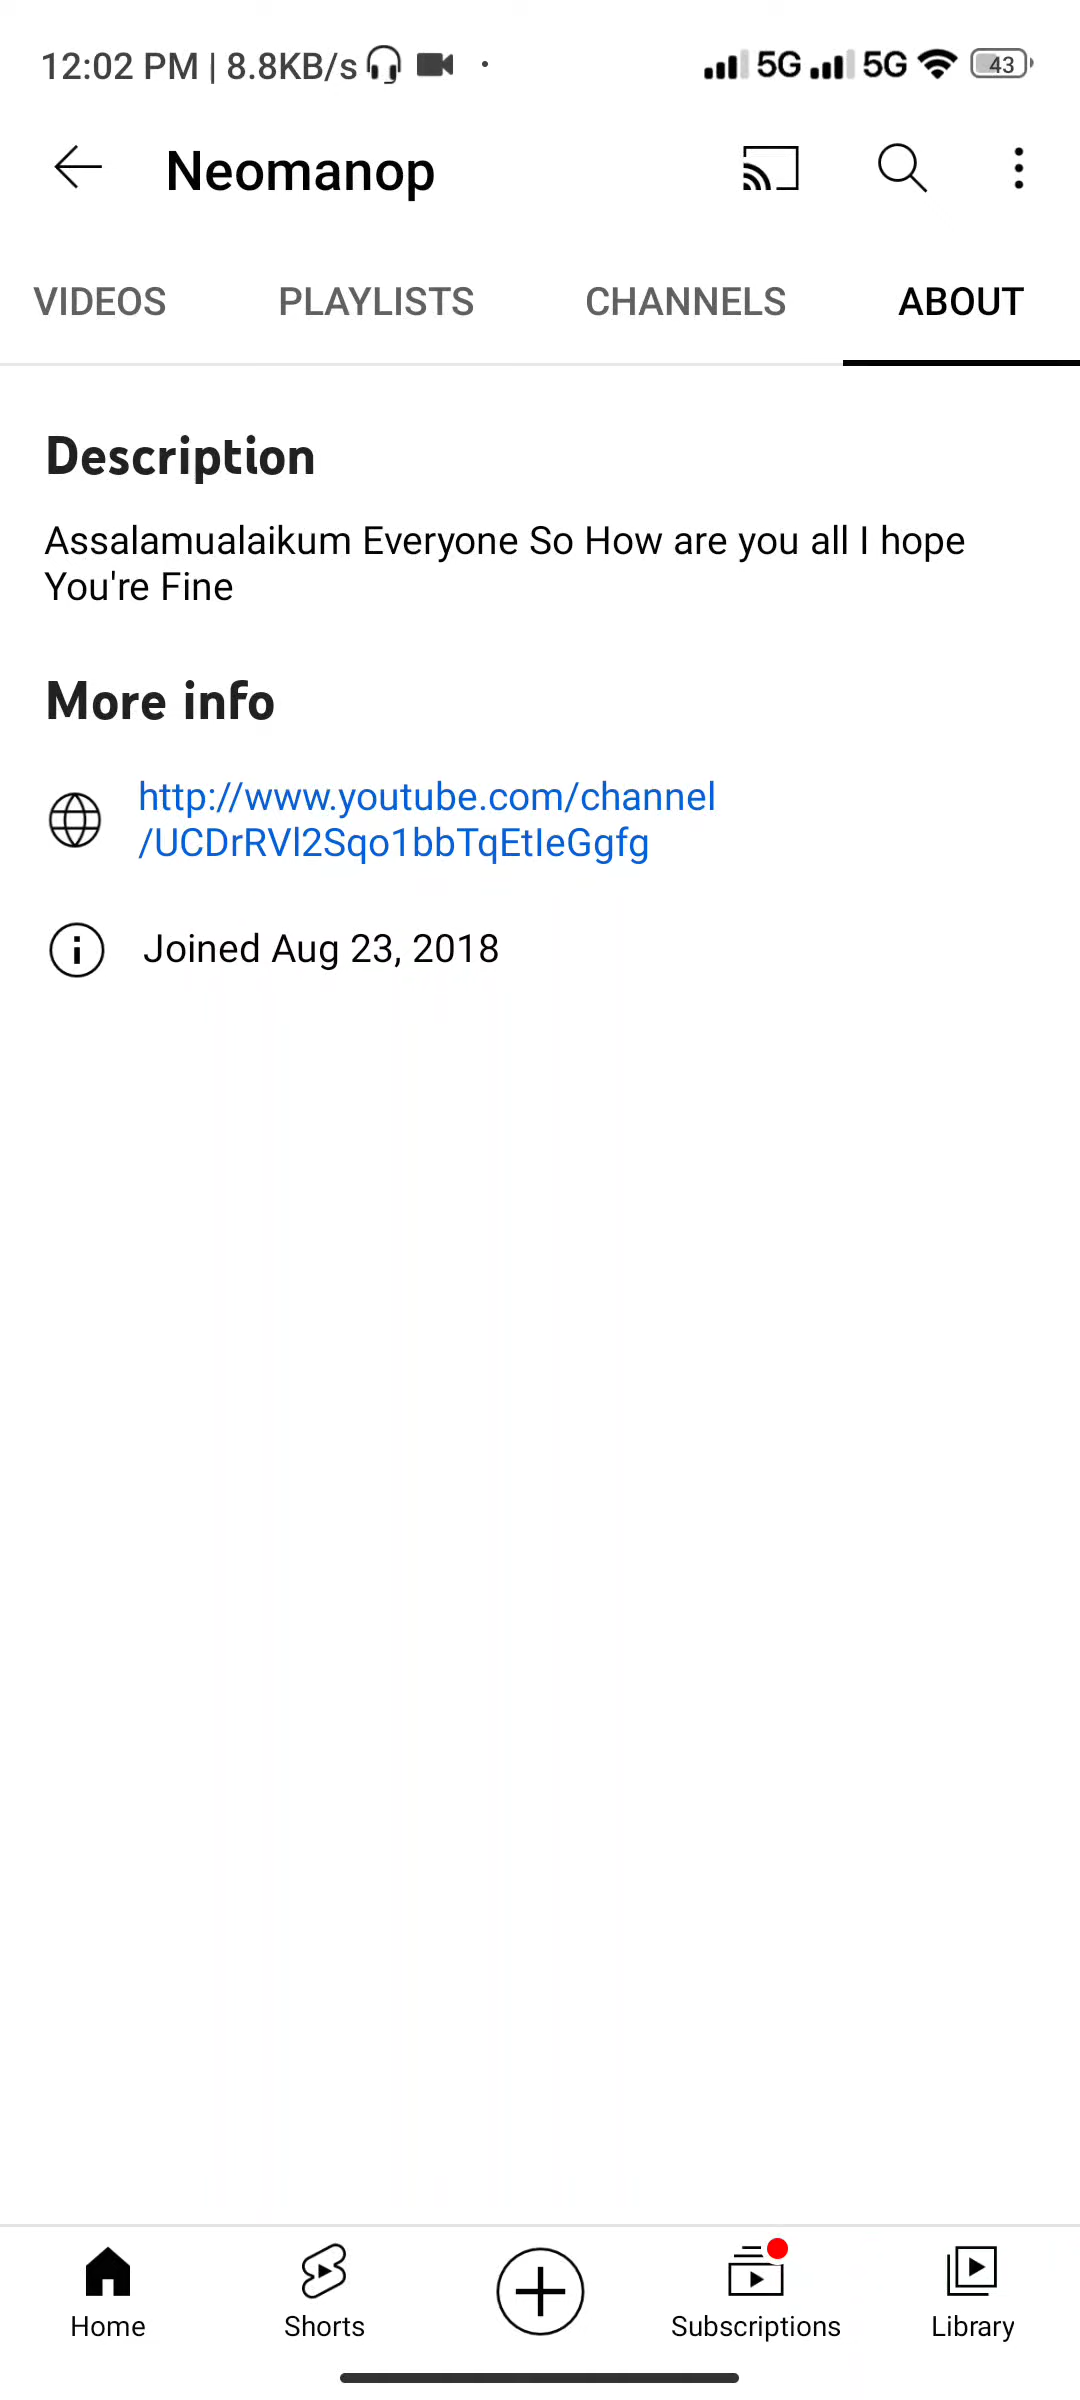 12:02 PM | 8.8KB/s 5G 5G 43
Neomanop
VIDEOS PLAYLISTS CHANNELS ABOUT
Description
Assalamualaikum Everyone So How are you all I hope
You're Fine
More info
http://www.youtube.com/channel
/UCDrRVl2Sqo1bbTqEtIeGgfg
Joined Aug 23, 2018
Home Shorts Subscriptions Library